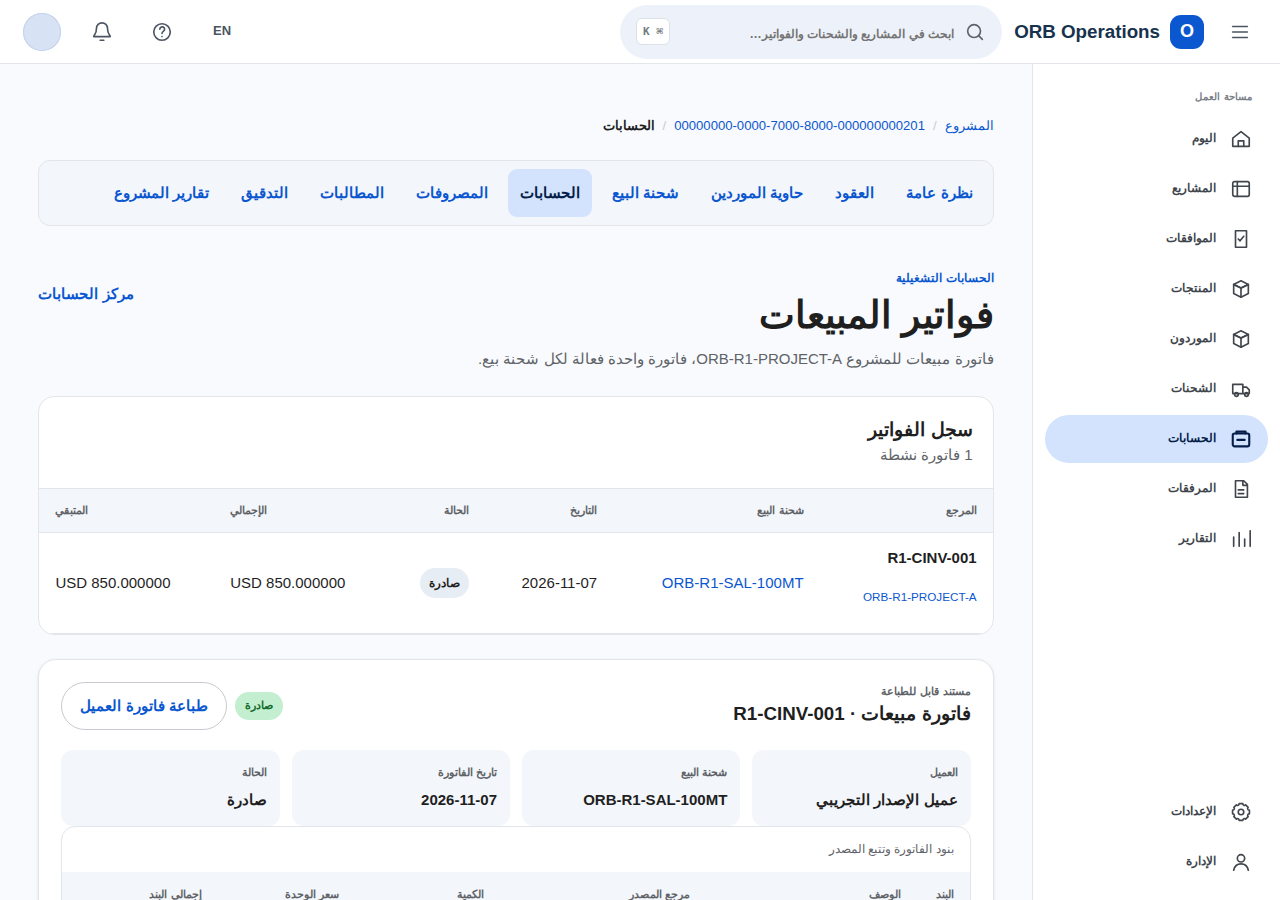 O ORB Operations
ابحث في المشاريع والشحنات والفواتير...
⌘ K
EN
مساحة العمل
اليوم
المشاريع
الموافقات
المنتجات
الموردون
الشحنات
الحسابات
المرفقات
التقارير
الإعدادات
الإدارة
المشروع / 00000000-0000-7000-8000-000000000201 / الحسابات
نظرة عامة العقود حاوية الموردين شحنة البيع الحسابات المصروفات المطالبات التدقيق تقارير المشروع
الحسابات التشغيلية
فواتير المبيعات
مركز الحسابات
فاتورة مبيعات للمشروع ORB-R1-PROJECT-A، فاتورة واحدة فعالة لكل شحنة بيع.
سجل الفواتير
1 فاتورة نشطة
المرجع شحنة البيع التاريخ الحالة الإجمالي المتبقي
R1-CINV-001
ORB-R1-PROJECT-A
ORB-R1-SAL-100MT 2026-11-07 صادرة USD 850.000000 USD 850.000000
مستند قابل للطباعة
فاتورة مبيعات · R1-CINV-001
صادرة
طباعة فاتورة العميل
العميل شحنة البيع تاريخ الفاتورة الحالة
عميل الإصدار التجريبي ORB-R1-SAL-100MT 2026-11-07 صادرة
بنود الفاتورة وتتبع المصدر
البند الوصف مرجع المصدر الكمية سعر الوحدة إجمالي البند